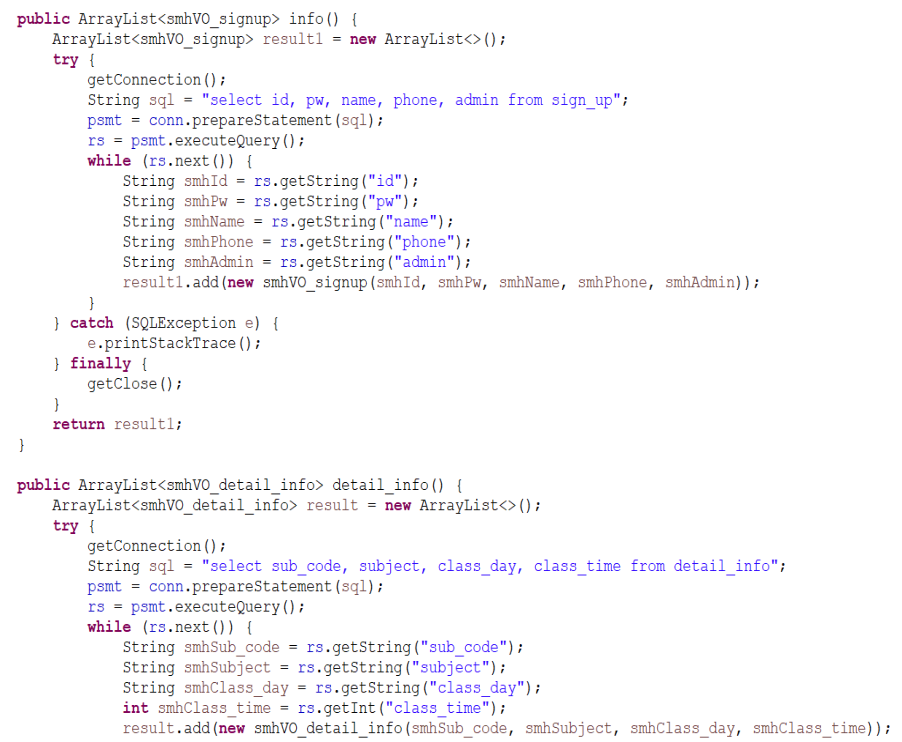 public ArrayList<smhVO_signup> info() {
    ArrayList<smhVO_signup> result1 = new ArrayList<>();
    try {
        getConnection();
        String sql = "select id, pw, name, phone, admin from sign_up";
        psmt = conn.prepareStatement(sql);
        rs = psmt.executeQuery();
        while (rs.next()) {
            String smhId = rs.getString("id");
            String smhPw = rs.getString("pw");
            String smhName = rs.getString("name");
            String smhPhone = rs.getString("phone");
            String smhAdmin = rs.getString("admin");
            result1.add(new smhVO_signup(smhId, smhPw, smhName, smhPhone, smhAdmin));
        }
    } catch (SQLException e) {
        e.printStackTrace();
    } finally {
        getClose();
    }
    return result1;
}

public ArrayList<smhVO_detail_info> detail_info() {
    ArrayList<smhVO_detail_info> result = new ArrayList<>();
    try {
        getConnection();
        String sql = "select sub_code, subject, class_day, class_time from detail_info";
        psmt = conn.prepareStatement(sql);
        rs = psmt.executeQuery();
        while (rs.next()) {
            String smhSub_code = rs.getString("sub_code");
            String smhSubject = rs.getString("subject");
            String smhClass_day = rs.getString("class_day");
            int smhClass_time = rs.getInt("class_time");
            result.add(new smhVO_detail_info(smhSub_code, smhSubject, smhClass_day, smhClass_time));